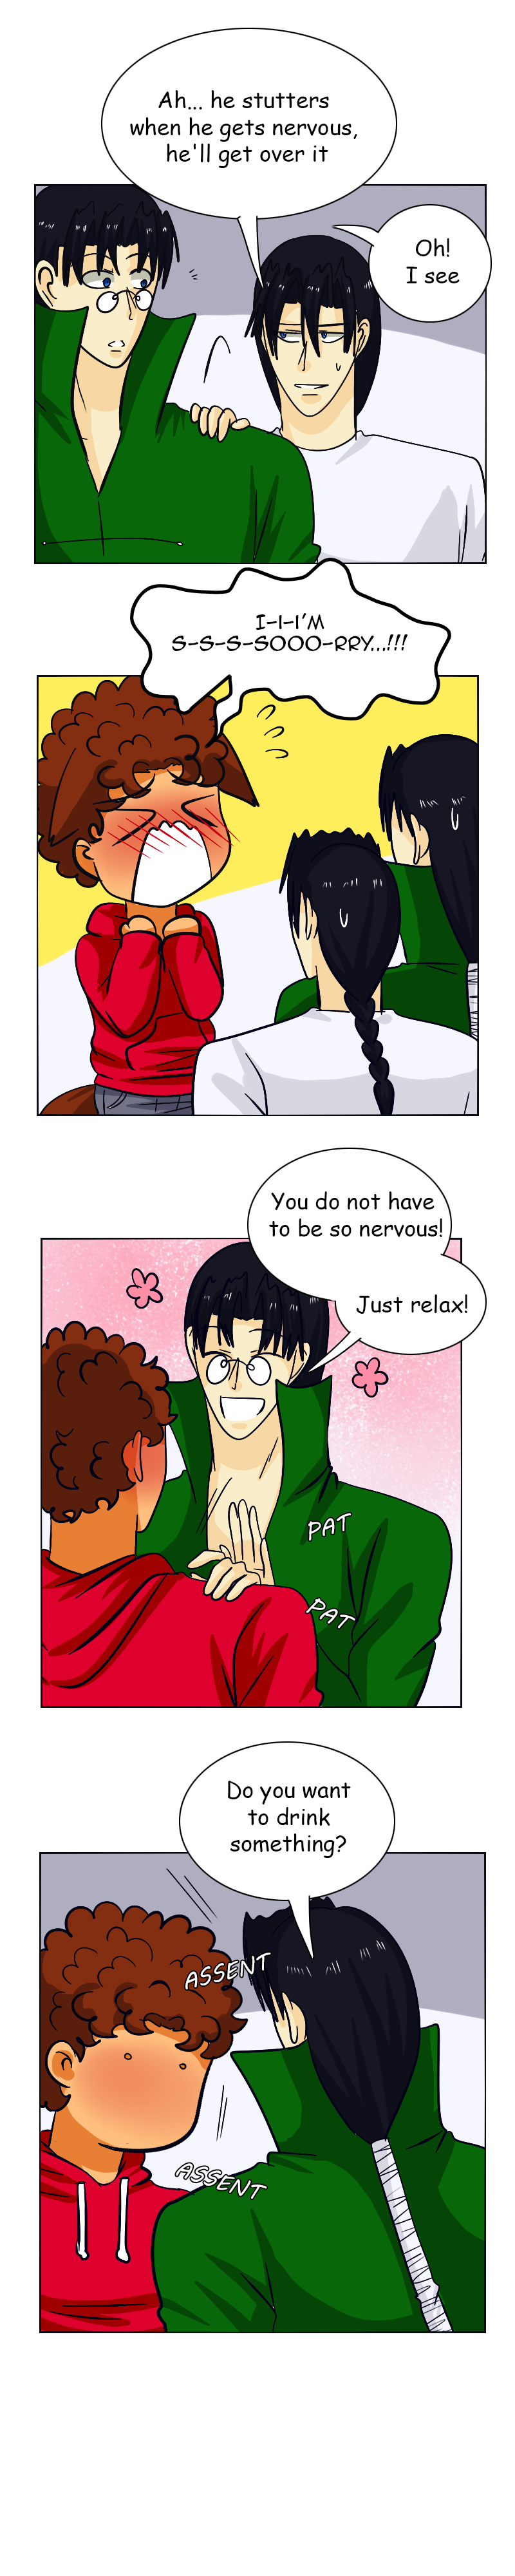 Ah... he stutters
when he gets nervous,
he'll get over it
Oh!
I see
I-I-I'M
S-S-S-SOOO-RRY...!!!
You do not have
to be so nervous!
Just relax!
PAT
PAT
Do you want
to drink
something?
ASSENT
ASSENT